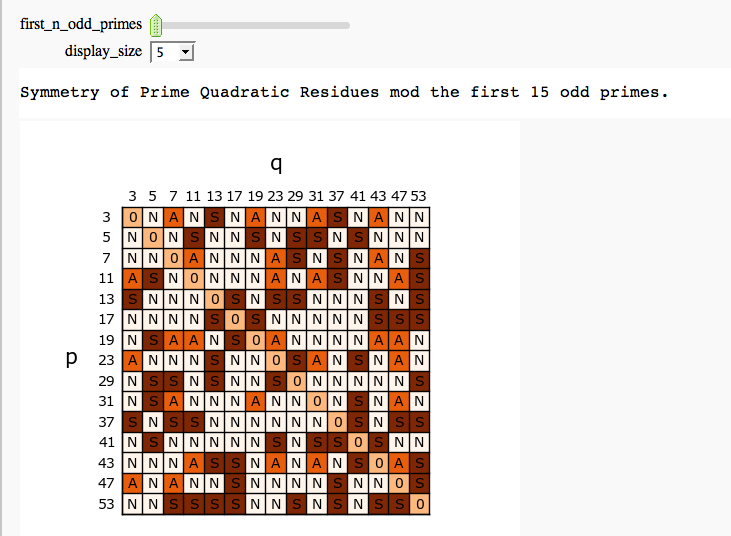 first_n_odd_primes
display_size 5
Symmetry of Prime Quadratic Residues mod the first 15 odd primes.
q
3 5 7 11 13 17 19 23 29 31 37 41 43 47 53
3 0 N A N S N A N N A S N A N N
5 N 0 N S N N S N S S N S N N N
7 N N 0 A N N N A S N S N A N S
11 A S N 0 N N N A N A S N N A S
13 S N N N 0 S N S S N N N S N S
17 N N N N S 0 S N N N N N S S S
19 N S A A N S 0 A N N N N A A N
p
23 A N N N S N N 0 S A N S N A N
29 N S S N S N N S 0 N N N N N S
31 N S A N N N A N N 0 N S N A N
37 S N S S N N N N N N 0 S N S S
41 N S N N N N N S N S S 0 S N N
43 N N N A S S N A N A N S 0 A S
47 A N A N N S N N N N S N N 0 S
53 N N S S S S N N S N S N S S 0